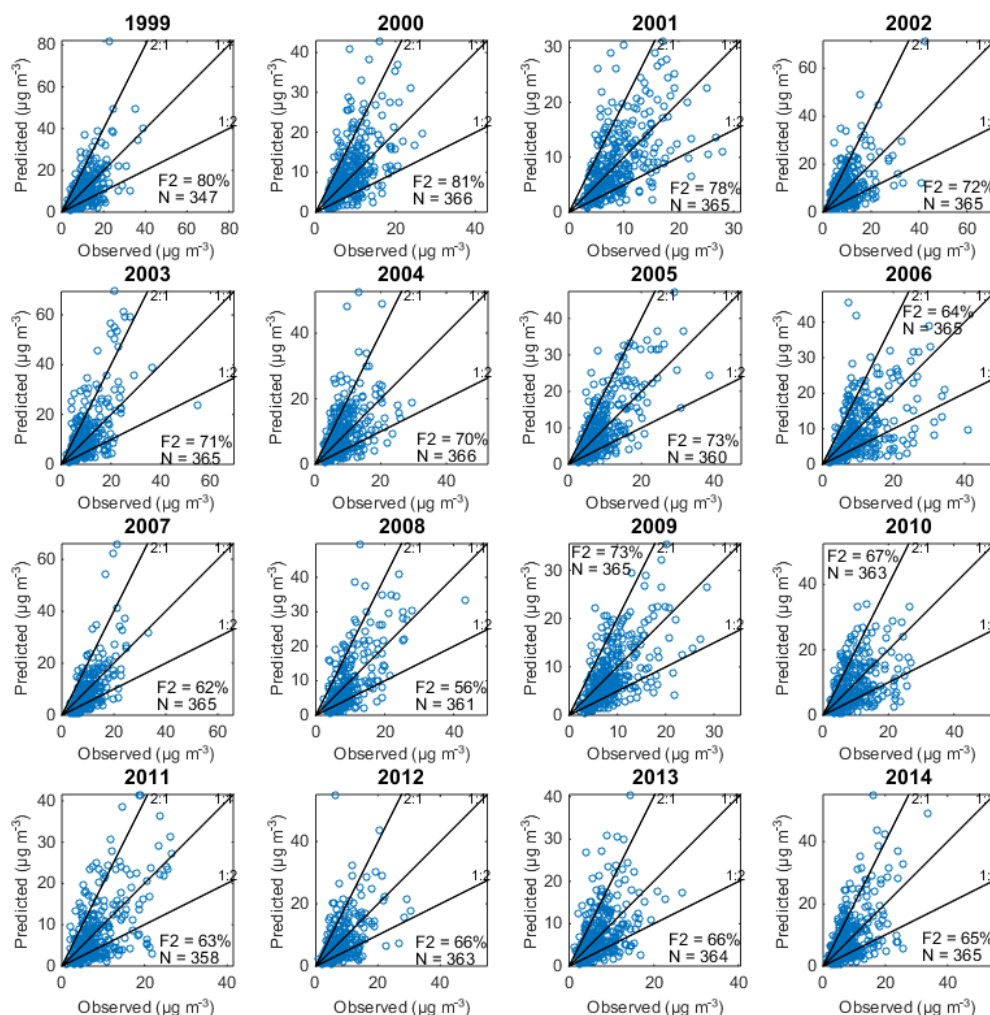 1999
Predicted (µg m⁻³)
80
60
40
20
0
2:1
1:1
1:2
F2 = 80%
N = 347
0 20 40 60 80
Observed (µg m⁻³)
2000
Predicted (µg m⁻³)
40
30
20
10
0
2:1
1:1
1:2
F2 = 81%
N = 366
0 20 40
Observed (µg m⁻³)
2001
Predicted (µg m⁻³)
30
20
10
0
2:1
1:1
1:2
F2 = 78%
N = 365
0 10 20 30
Observed (µg m⁻³)
2002
Predicted (µg m⁻³)
60
40
20
0
2:1
1:1
1:2
F2 = 72%
N = 365
0 20 40 60
Observed (µg m⁻³)
2003
Predicted (µg m⁻³)
60
40
20
0
2:1
1:1
1:2
F2 = 71%
N = 365
0 20 40 60
Observed (µg m⁻³)
2004
Predicted (µg m⁻³)
40
20
0
2:1
1:1
1:2
F2 = 70%
N = 366
0 20 40
Observed (µg m⁻³)
2005
Predicted (µg m⁻³)
40
30
20
10
0
2:1
1:1
1:2
F2 = 73%
N = 360
0 20 40
Observed (µg m⁻³)
2006
Predicted (µg m⁻³)
40
30
20
10
0
2:1
1:1
1:2
F2 = 64%
N = 365
0 20 40
Observed (µg m⁻³)
2007
Predicted (µg m⁻³)
60
40
20
0
2:1
1:1
1:2
F2 = 62%
N = 365
0 20 40 60
Observed (µg m⁻³)
2008
Predicted (µg m⁻³)
40
30
20
10
0
2:1
1:1
1:2
F2 = 56%
N = 361
0 20 40
Observed (µg m⁻³)
2009
Predicted (µg m⁻³)
30
20
10
0
F2 = 73%
N = 365
2:1
1:1
1:2
0 10 20 30
Observed (µg m⁻³)
2010
Predicted (µg m⁻³)
40
20
0
F2 = 67%
N = 363
2:1
1:1
1:2
0 20 40
Observed (µg m⁻³)
2011
Predicted (µg m⁻³)
40
30
20
10
0
2:1
1:1
1:2
F2 = 63%
N = 358
0 20 40
Observed (µg m⁻³)
2012
Predicted (µg m⁻³)
40
20
0
2:1
1:1
1:2
F2 = 66%
N = 363
0 20 40
Observed (µg m⁻³)
2013
Predicted (µg m⁻³)
40
30
20
10
0
2:1
1:1
1:2
F2 = 66%
N = 364
0 20 40
Observed (µg m⁻³)
2014
Predicted (µg m⁻³)
40
20
0
2:1
1:1
1:2
F2 = 65%
N = 365
0 20 40
Observed (µg m⁻³)